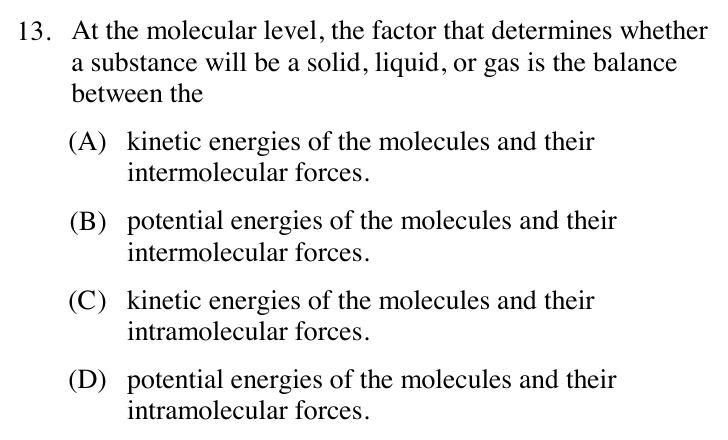 13. At the molecular level, the factor that determines whether
a substance will be a solid, liquid, or gas is the balance
between the
(A) kinetic energies of the molecules and their
intermolecular forces.
(B) potential energies of the molecules and their
intermolecular forces.
(C) kinetic energies of the molecules and their
intramolecular forces.
(D) potential energies of the molecules and their
intramolecular forces.